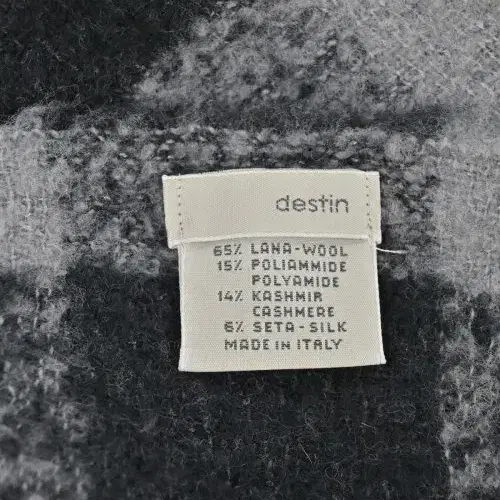 destin
65% LANA-WOOL
15% POLIAMMIDE
POLYAMIDE
14% KASHMIR
CASHMERE
6% SETA-SILK
MADE IN ITALY